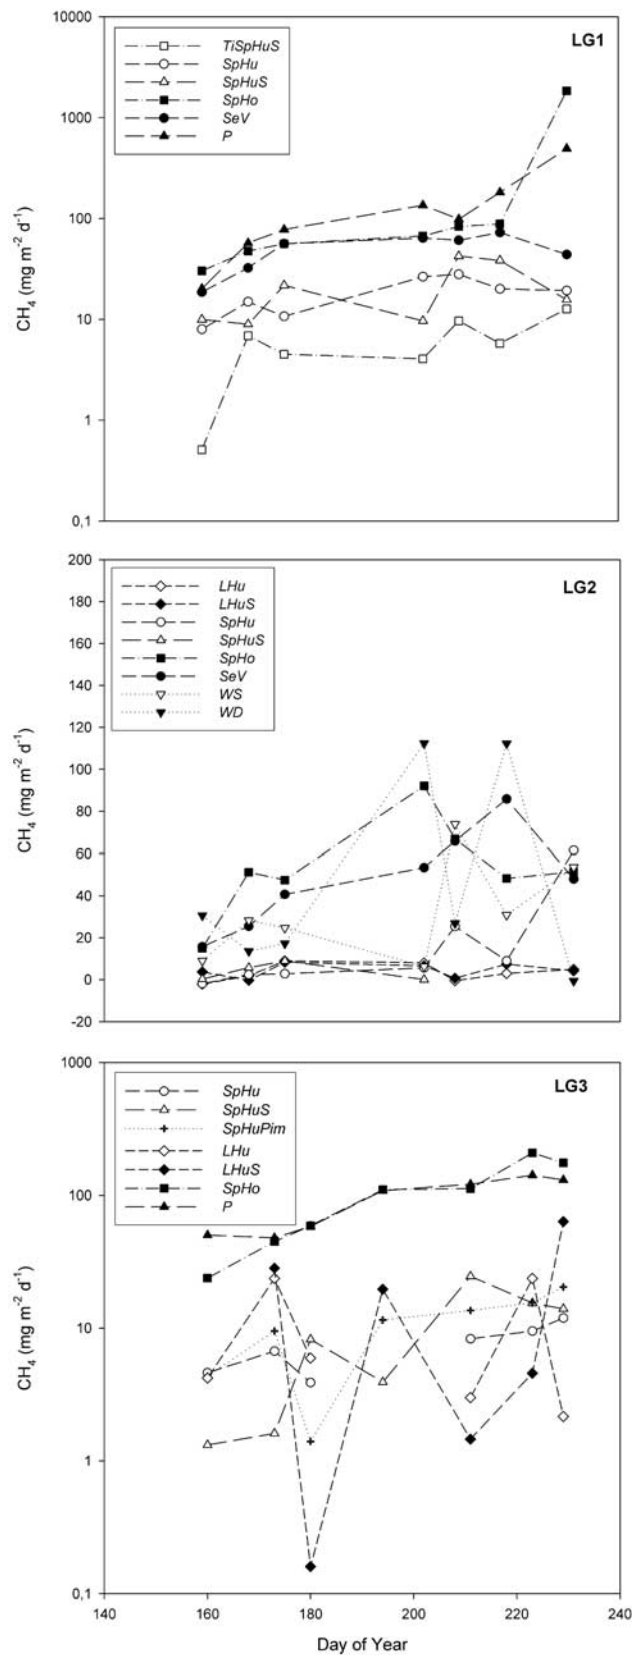 LG1
TiSpHuS
SpHu
SpHuS
SpHo
SeV
P
10000
1000
100
10
1
0,1
CH4 (mg m-2 d-1)
LG2
LHu
LHuS
SpHu
SpHuS
SpHo
SeV
WS
WD
200
180
160
140
120
100
80
60
40
20
0
-20
CH4 (mg m-2 d-1)
LG3
SpHu
SpHuS
SpHuPim
LHu
LHuS
SpHo
P
1000
100
10
1
0,1
CH4 (mg m-2 d-1)
140 160 180 200 220 240
Day of Year